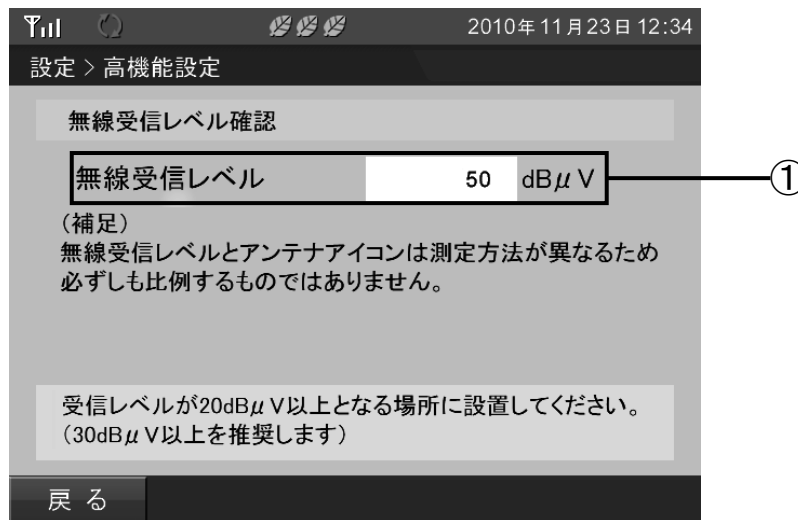 2010年11月23日 12:34
設定 > 高機能設定
無線受信レベル確認
無線受信レベル 50 dBμV
①
(補足)
無線受信レベルとアンテナアイコンは測定方法が異なるため
必ずしも比例するものではありません。
受信レベルが20dBμV以上となる場所に設置してください。
(30dBμV以上を推奨します)
戻る